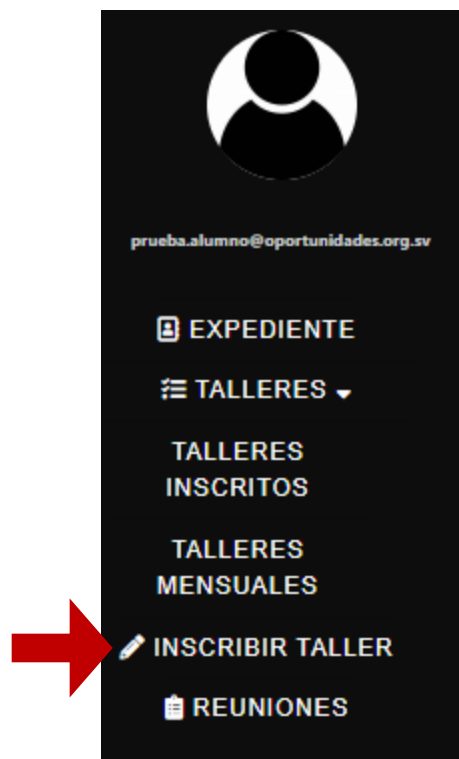 prueba.alumno@oportunidades.org.sv
EXPEDIENTE
TALLERES
TALLERES
INSCRITOS
TALLERES
MENSUALES
INSCRIBIR TALLER
REUNIONES